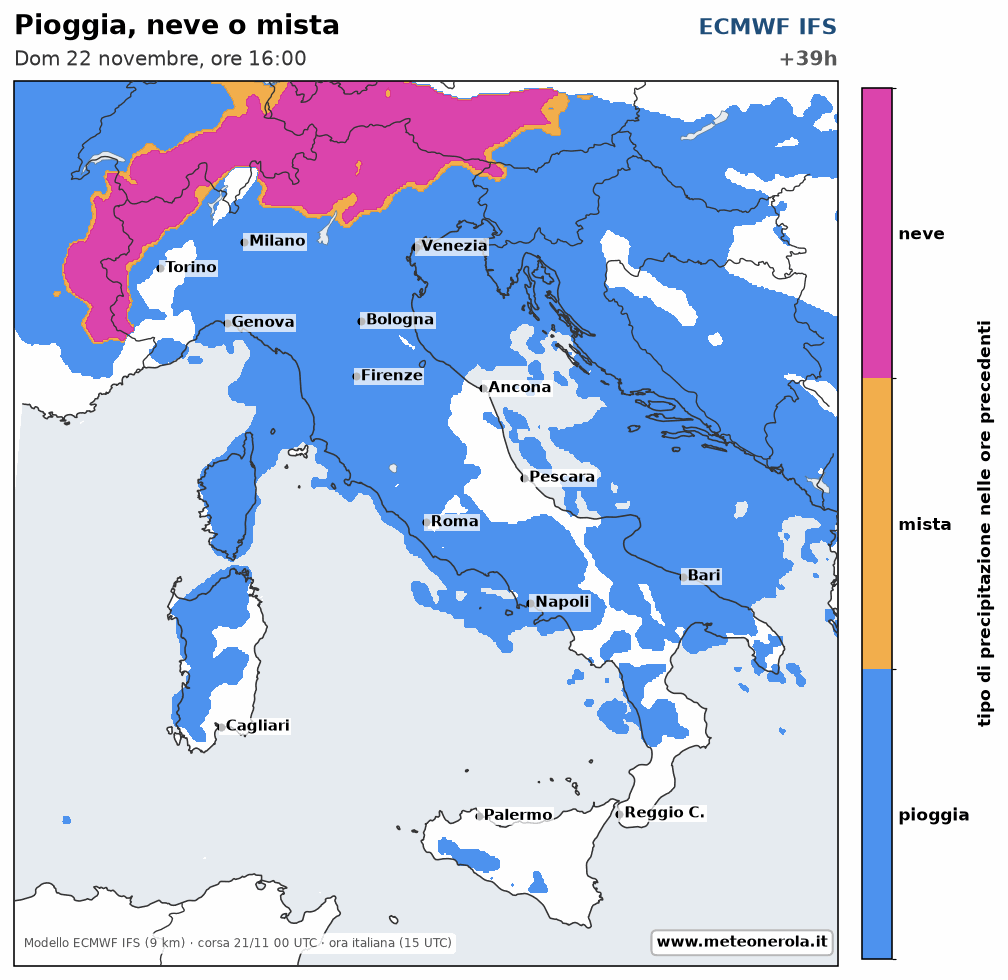 Pioggia, neve o mista
ECMWF IFS
Dom 22 novembre, ore 16:00
+39h
neve
mista
pioggia
tipo di precipitazione nelle ore precedenti
Milano
Venezia
Torino
Genova
Bologna
Firenze
Ancona
Pescara
Roma
Bari
Napoli
Cagliari
Palermo
Reggio C.
Modello ECMWF IFS (9 km) · corsa 21/11 00 UTC · ora italiana (15 UTC)
www.meteonerola.it